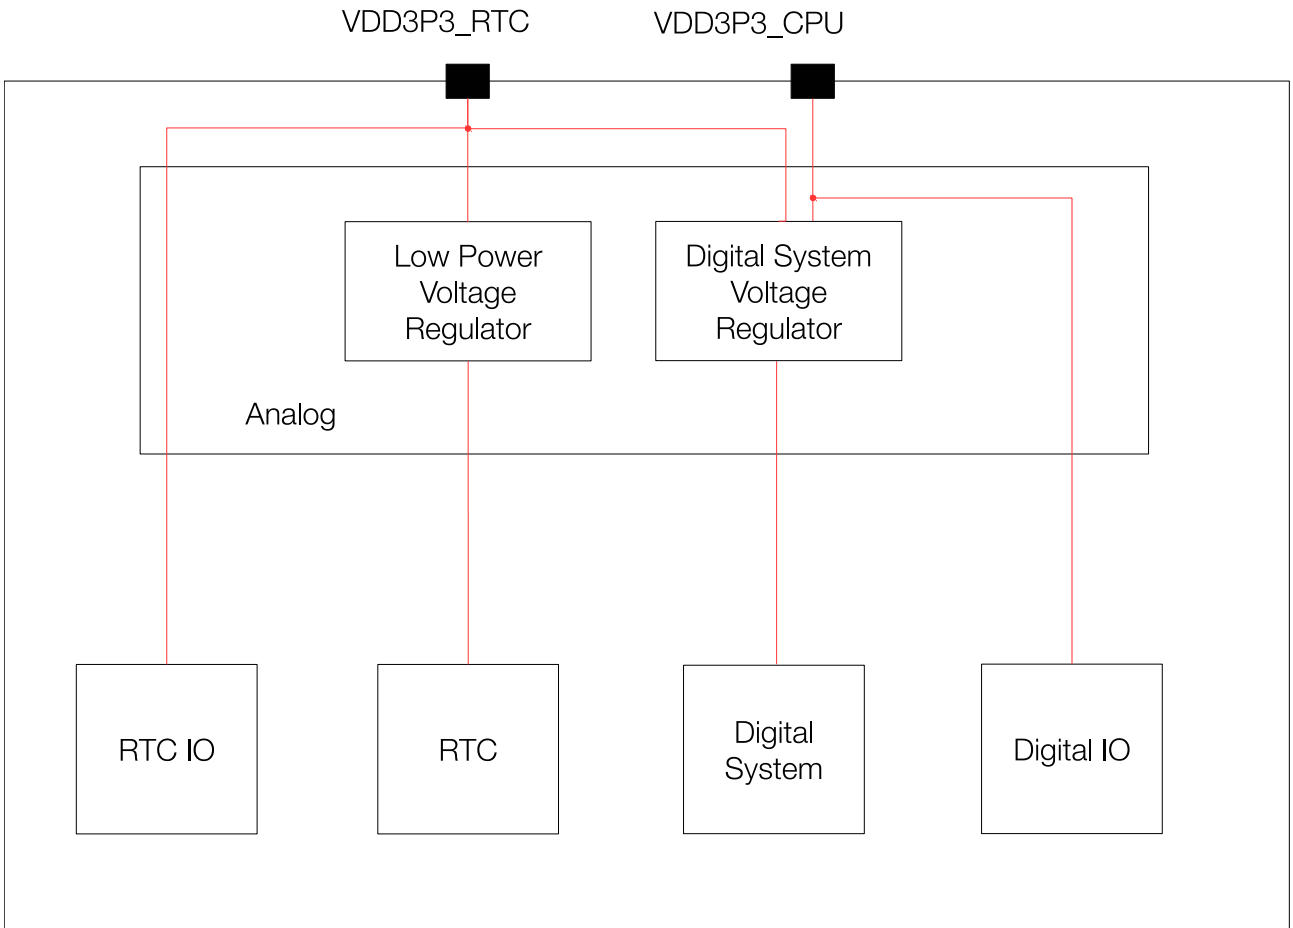 VDD3P3_RTC
VDD3P3_CPU
Low Power
Voltage
Regulator
Digital System
Voltage
Regulator
Analog
RTC IO
RTC
Digital
System
Digital IO